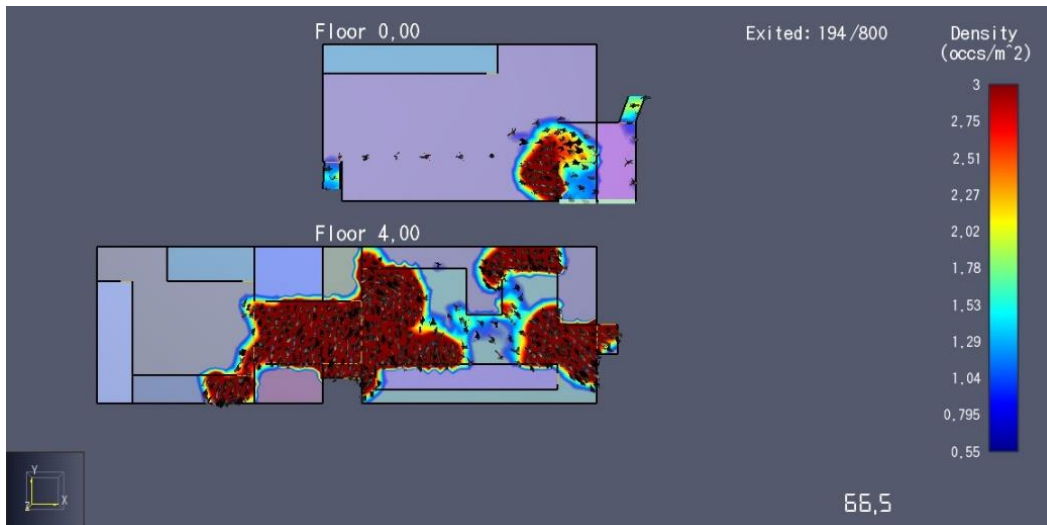 Floor 0,00
Exited: 194/800
Density
(occs/m^2)
3
2,75
2,51
2,27
2,02
1,78
1,53
1,29
1,04
0,795
0,55
Floor 4,00
Y
Z
X
66,5